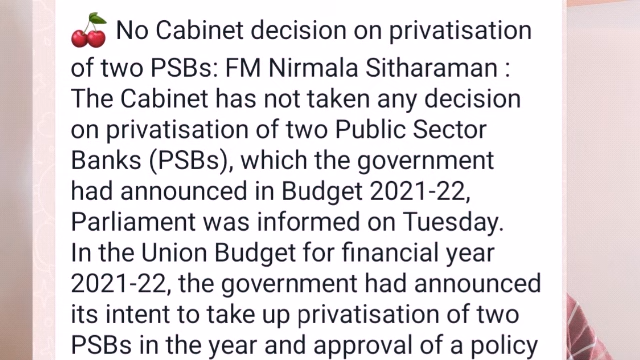 🍒 No Cabinet decision on privatisation
of two PSBs: FM Nirmala Sitharaman :
The Cabinet has not taken any decision
on privatisation of two Public Sector
Banks (PSBs), which the government
had announced in Budget 2021-22,
Parliament was informed on Tuesday.
In the Union Budget for financial year
2021-22, the government had announced
its intent to take up privatisation of two
PSBs in the year and approval of a policy